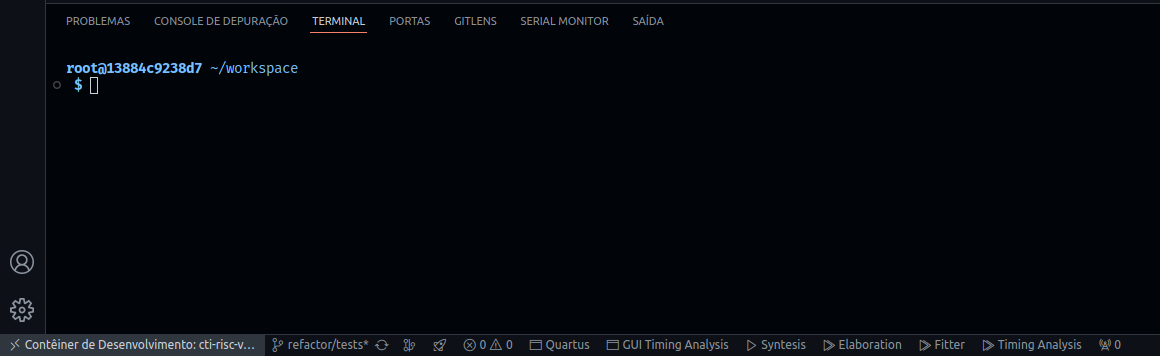 PROBLEMAS CONSOLE DE DEPURAÇÃO TERMINAL PORTAS GITLENS SERIAL MONITOR SAÍDA
root@13884c9238d7 ~/workspace
$
Contêiner de Desenvolvimento: cti-risc-v... refactor/tests* 0 0 Quartus GUI Timing Analysis Syntesis Elaboration Fitter Timing Analysis 0